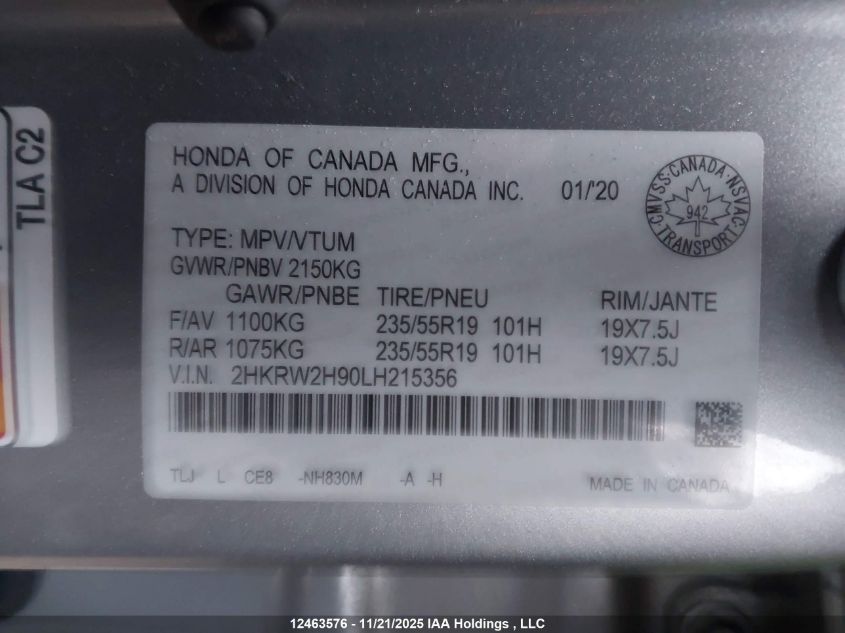 TLA C2
HONDA OF CANADA MFG.,
A DIVISION OF HONDA CANADA INC. 01/'20
CMVSS·CANADA·NSVAC
942
TRANSPORT
TYPE: MPV/VTUM
GVWR/PNBV 2150KG
GAWR/PNBE TIRE/PNEU RIM/JANTE
F/AV 1100KG 235/55R19 101H 19X7.5J
R/AR 1075KG 235/55R19 101H 19X7.5J
V.I.N. 2HKRW2H90LH215356
TLJ L CE8 -NH830M -A -H MADE IN CANADA
12463576 - 11/21/2025 IAA Holdings , LLC